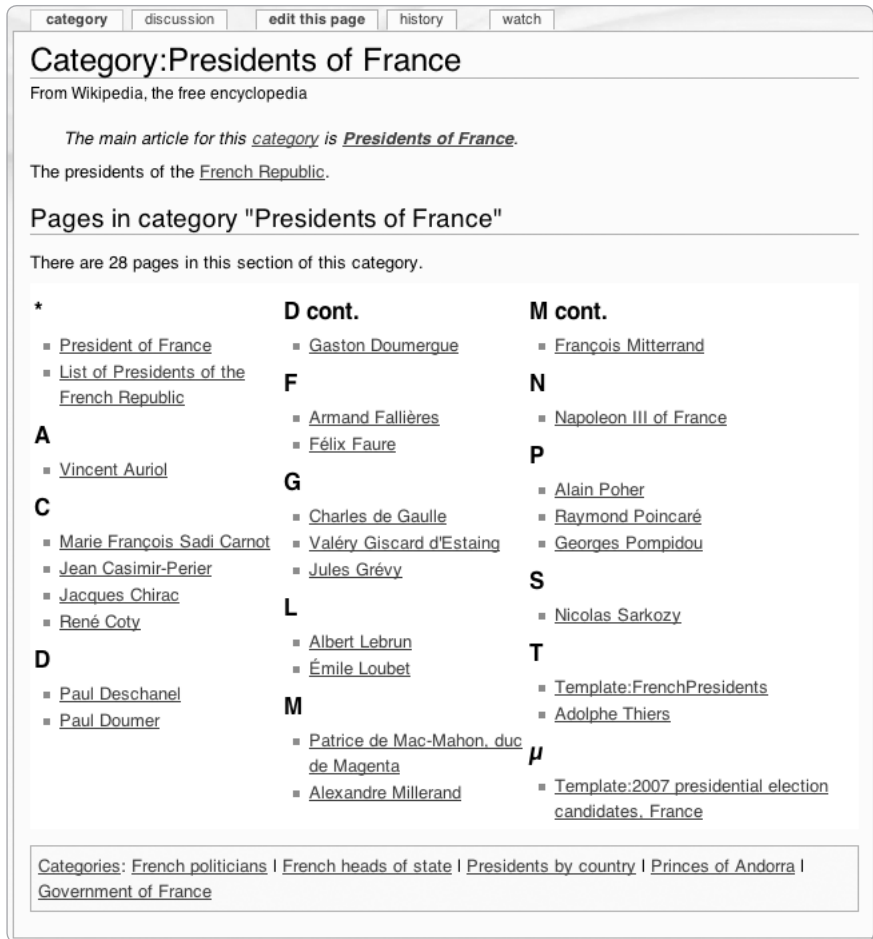 category discussion edit this page history watch
Category:Presidents of France
From Wikipedia, the free encyclopedia
The main article for this category is Presidents of France.
The presidents of the French Republic.
Pages in category "Presidents of France"
There are 28 pages in this section of this category.
*
President of France
List of Presidents of the
French Republic
A
Vincent Auriol
C
Marie François Sadi Carnot
Jean Casimir-Perier
Jacques Chirac
René Coty
D
Paul Deschanel
Paul Doumer
D cont.
Gaston Doumergue
F
Armand Fallières
Félix Faure
G
Charles de Gaulle
Valéry Giscard d'Estaing
Jules Grévy
L
Albert Lebrun
Émile Loubet
M
Patrice de Mac-Mahon, duc
de Magenta
Alexandre Millerand
M cont.
François Mitterrand
N
Napoleon III of France
P
Alain Poher
Raymond Poincaré
Georges Pompidou
S
Nicolas Sarkozy
T
Template:FrenchPresidents
Adolphe Thiers
μ
Template:2007 presidential election
candidates, France
Categories: French politicians | French heads of state | Presidents by country | Princes of Andorra |
Government of France